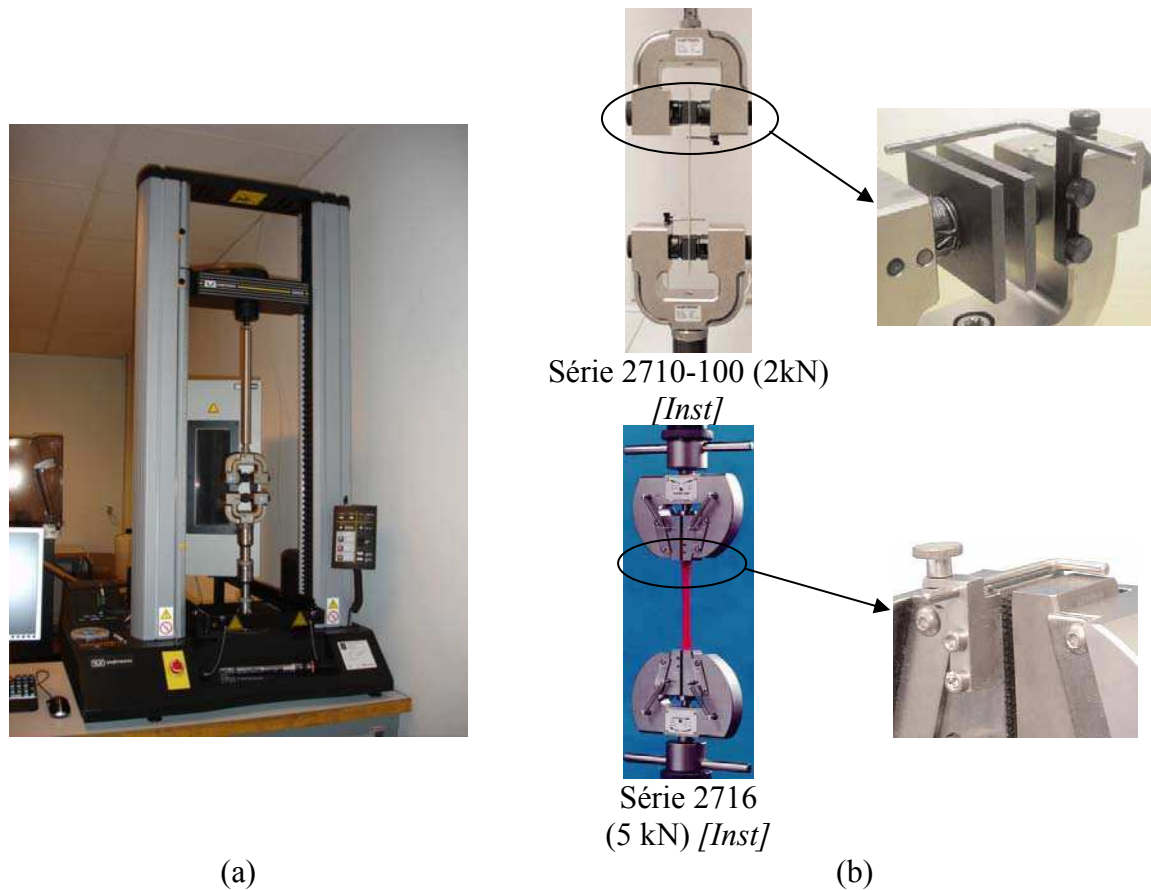 Série 2710-100 (2kN)
[Inst]
Série 2716
(5 kN) [Inst]
(a)
(b)